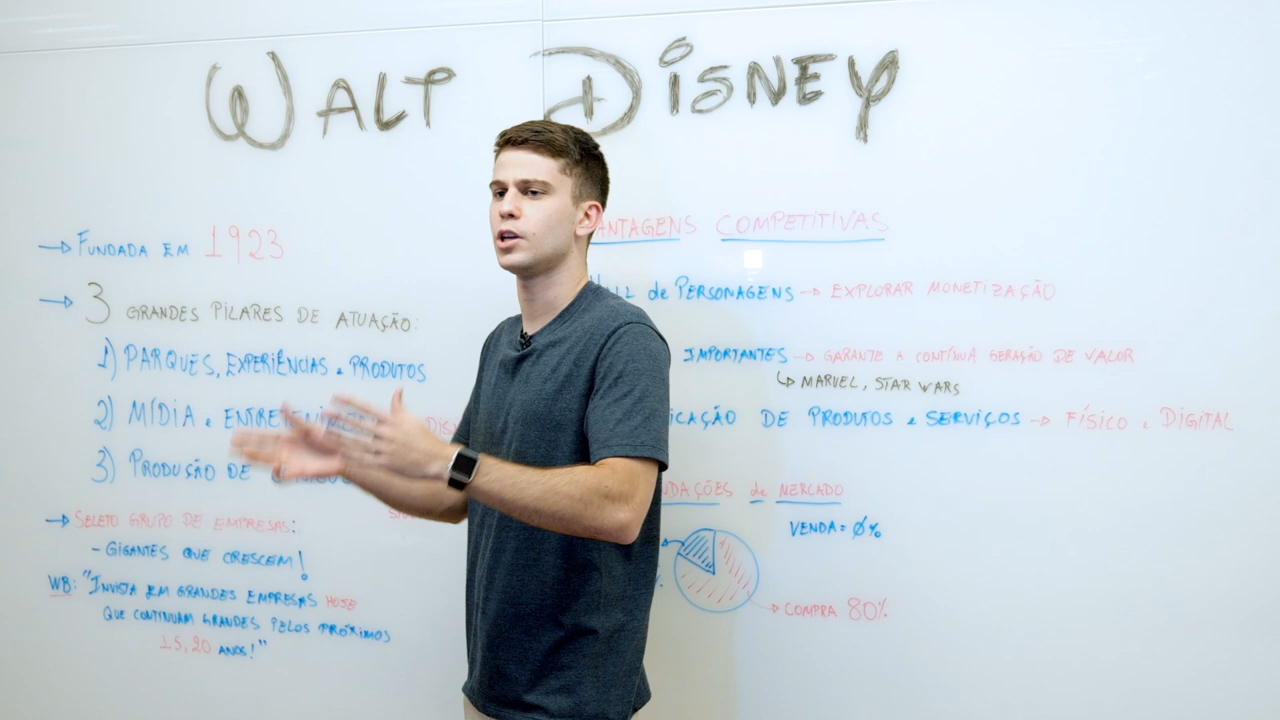 WALT DISNEY
→ FUNDADA EM 1923
→ 3 GRANDES PILARES DE ATUAÇÃO:
1) PARQUES, EXPERIÊNCIAS e PRODUTOS
2) MÍDIA e
3) PRODUÇÃO DE
→ SELETO GRUPO DE EMPRESAS:
- GIGANTES QUE CRESCEM!
WB: "INVISTA EM GRANDES EMPRESAS HOJE
QUE CONTINUAM GRANDES PELOS PRÓXIMOS
15, 20 ANOS!"
ANTAGENS COMPETITIVAS
de PERSONAGENS → EXPLORAR MONETIZAÇÃO
IMPORTANTES → GARANTE A CONTÍNUA GERAÇÃO DE VALOR
↳ MARVEL, STAR WARS
ICAÇÃO DE PRODUTOS e SERVIÇOS → FÍSICO e DIGITAL
DAÇÕES de MERCADO
VENDA = 0%
→ COMPRA 80%